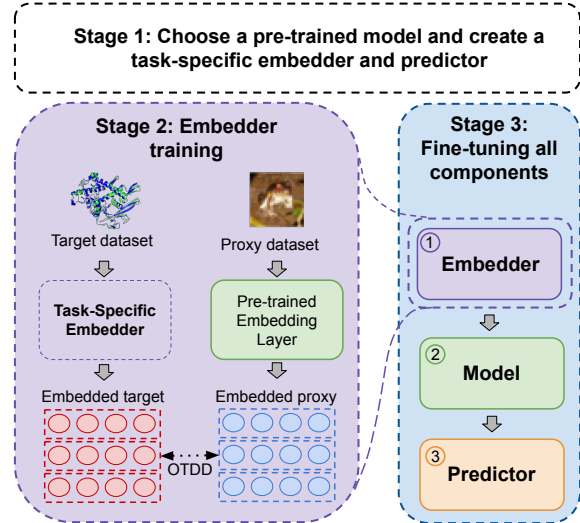 Stage 1: Choose a pre-trained model and create a
task-specific embedder and predictor
Stage 2: Embedder
training
Target dataset
Proxy dataset
Task-Specific
Embedder
Pre-trained
Embedding
Layer
Embedded target
Embedded proxy
OTDD
Stage 3:
Fine-tuning all
components
1
Embedder
2
Model
3
Predictor